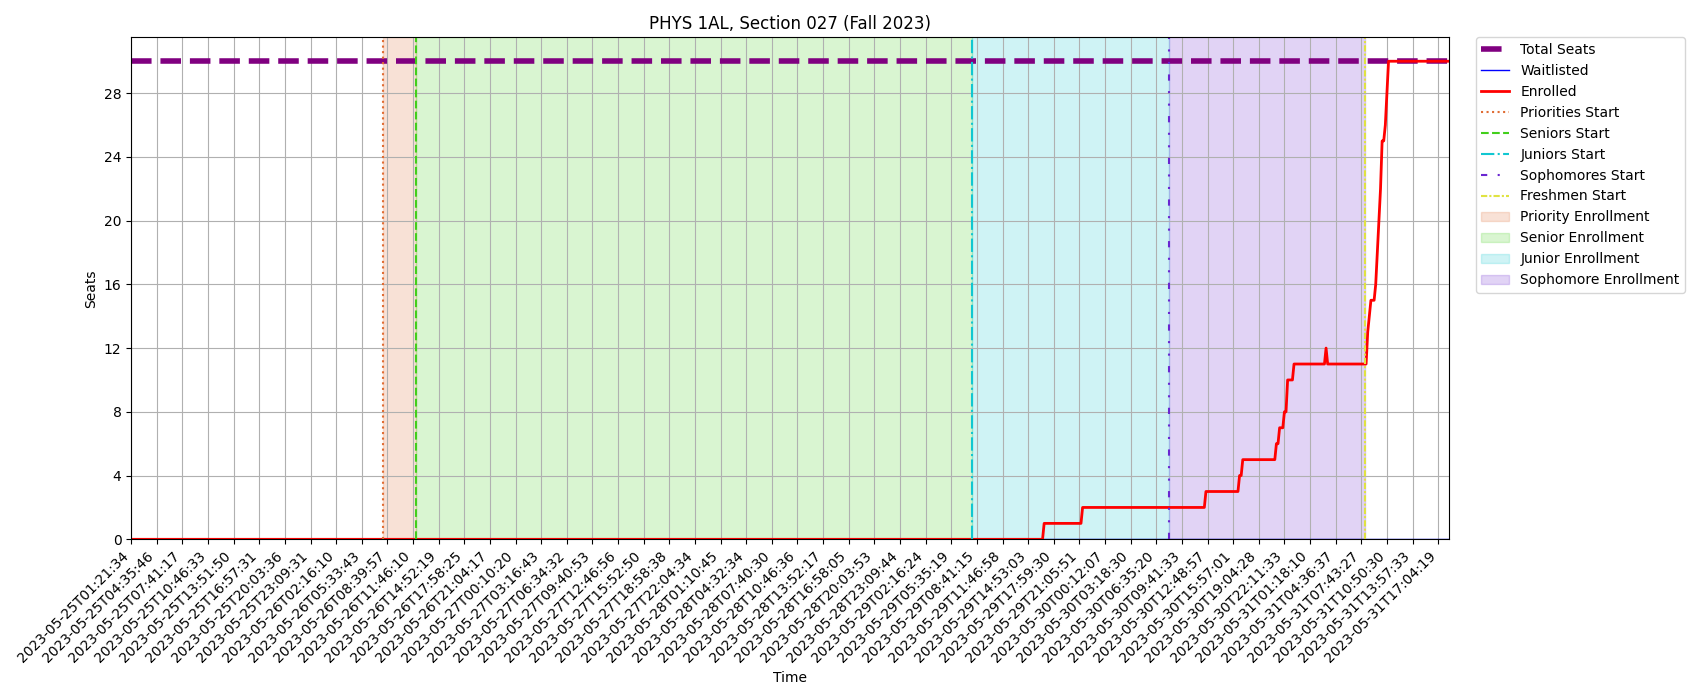 PHYS 1AL, Section 027 (Fall 2023)
Total Seats
Waitlisted
Enrolled
Priorities Start
Seniors Start
Juniors Start
Sophomores Start
Freshmen Start
Priority Enrollment
Senior Enrollment
Junior Enrollment
Sophomore Enrollment
Seats
28
24
20
16
12
8
4
0
2023-05-25T01:21:34
2023-05-25T04:35:46
2023-05-25T07:41:17
2023-05-25T10:46:33
2023-05-25T13:51:50
2023-05-25T16:57:31
2023-05-25T20:03:36
2023-05-25T23:09:31
2023-05-26T02:16:10
2023-05-26T05:33:43
2023-05-26T08:39:57
2023-05-26T11:46:10
2023-05-26T14:52:19
2023-05-26T17:58:25
2023-05-26T21:04:17
2023-05-27T00:10:20
2023-05-27T03:16:43
2023-05-27T06:34:32
2023-05-27T09:40:53
2023-05-27T12:46:56
2023-05-27T15:52:50
2023-05-27T18:58:38
2023-05-27T22:04:34
2023-05-28T01:10:45
2023-05-28T04:32:34
2023-05-28T07:40:30
2023-05-28T10:46:36
2023-05-28T13:52:17
2023-05-28T16:58:05
2023-05-28T20:03:53
2023-05-28T23:09:44
2023-05-29T02:16:24
2023-05-29T05:35:19
2023-05-29T08:41:15
2023-05-29T11:46:58
2023-05-29T14:53:03
2023-05-29T17:59:30
2023-05-29T21:05:51
2023-05-30T00:12:07
2023-05-30T03:18:30
2023-05-30T06:35:20
2023-05-30T09:41:33
2023-05-30T12:48:57
2023-05-30T15:57:01
2023-05-30T19:04:28
2023-05-30T22:11:33
2023-05-31T01:18:10
2023-05-31T04:36:37
2023-05-31T07:43:27
2023-05-31T10:50:30
2023-05-31T13:57:33
2023-05-31T17:04:19
Time